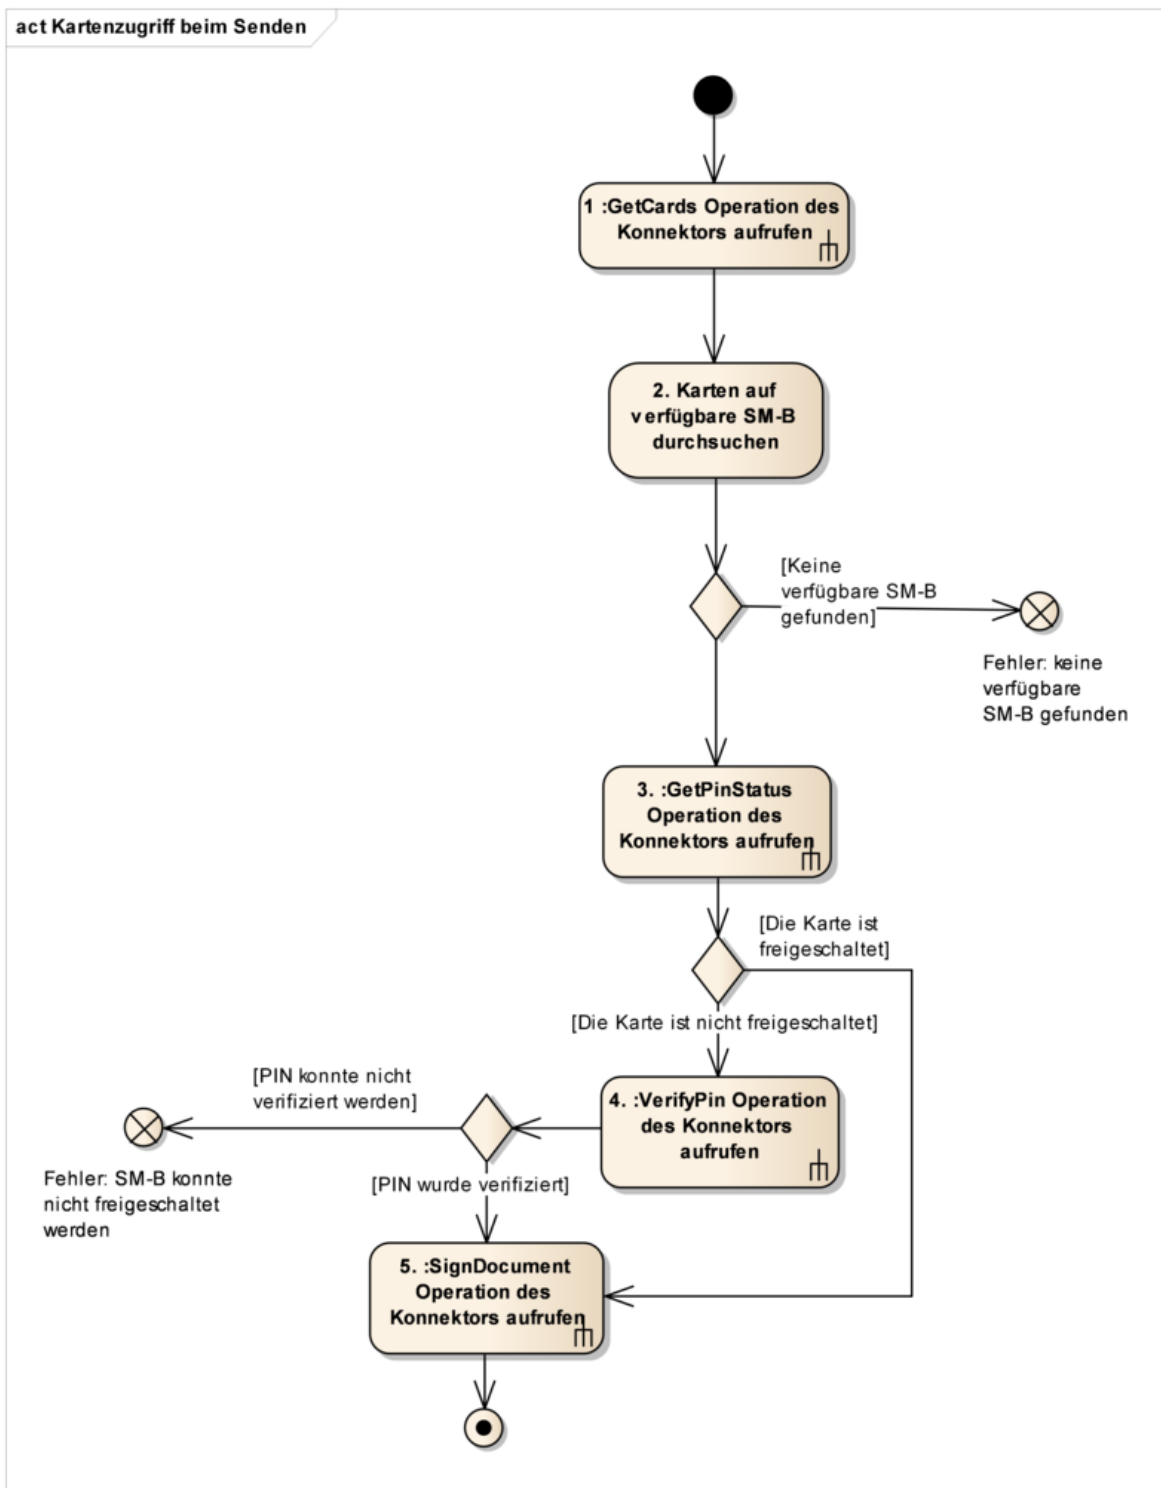 act Kartenzugriff beim Senden
1 :GetCards Operation des
Konnektors aufrufen
2. Karten auf
verfügbare SM-B
durchsuchen
[Keine
verfügbare SM-B
gefunden]
Fehler: keine
verfügbare
SM-B gefunden
3. :GetPinStatus
Operation des
Konnektors aufrufen
[Die Karte ist
freigeschaltet]
[Die Karte ist nicht freigeschaltet]
[PIN konnte nicht
verifiziert werden]
4. :VerifyPin Operation
des Konnektors
aufrufen
Fehler: SM-B konnte
nicht freigeschaltet
werden
[PIN wurde verifiziert]
5. :SignDocument
Operation des
Konnektors aufrufen